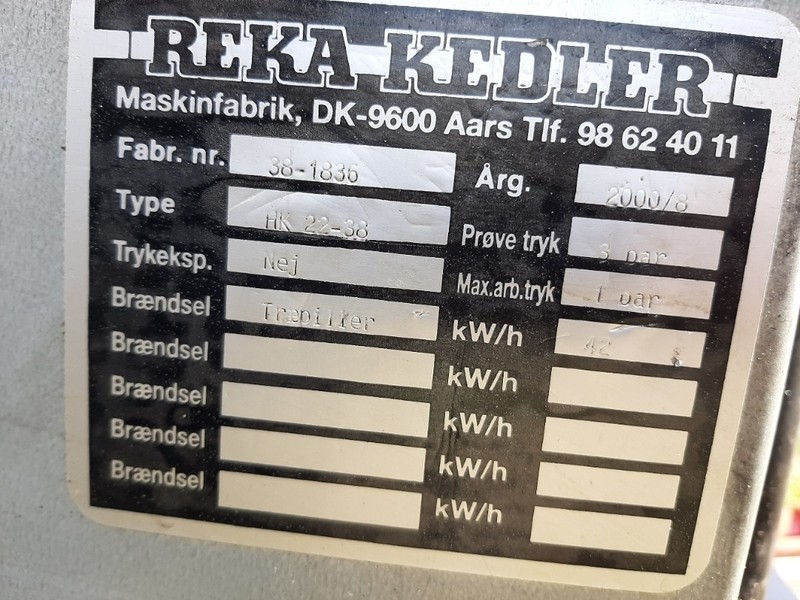 REKA KEDLER
Maskinfabrik, DK-9600 Aars Tlf. 98 62 40 11
Fabr. nr. 38-1836 Årg. 2000/8
Type HK 22-38 Prøve tryk 3 bar
Trykeksp. Nej Max.arb.tryk 1 bar
Brændsel Træpiller kW/h 42
Brændsel kW/h
Brændsel kW/h
Brændsel kW/h
Brændsel kW/h